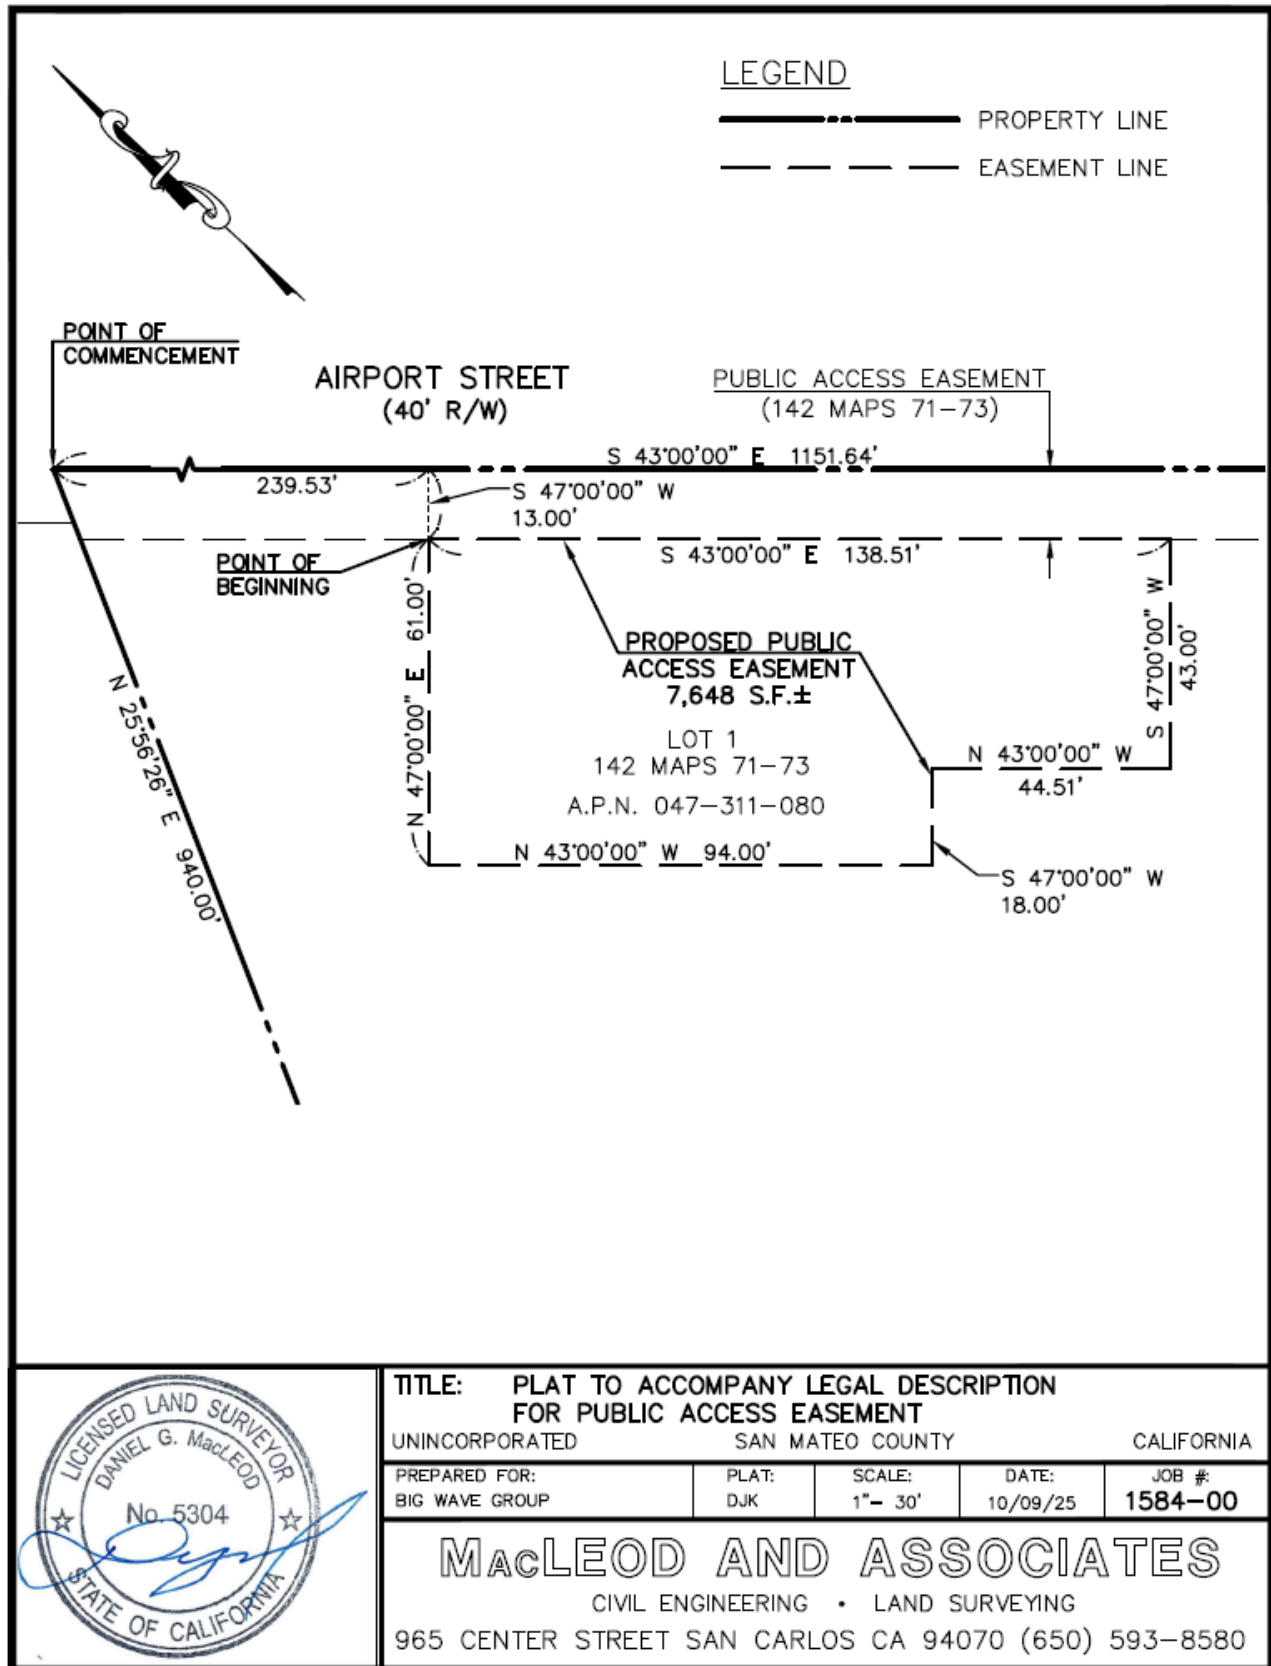 LEGEND
PROPERTY LINE
EASEMENT LINE
POINT OF
COMMENCEMENT
AIRPORT STREET
(40' R/W)
PUBLIC ACCESS EASEMENT
(142 MAPS 71-73)
S 43°00'00" E 1151.64'
239.53'
S 47°00'00" W
13.00'
POINT OF
BEGINNING
S 43°00'00" E 138.51'
N 47°00'00" E 61.00'
PROPOSED PUBLIC
ACCESS EASEMENT
7,648 S.F.±
S 47°00'00" W
43.00'
LOT 1
142 MAPS 71-73
A.P.N. 047-311-080
N 43°00'00" W
44.51'
N 25°56'26" E 940.00'
N 43°00'00" W 94.00'
S 47°00'00" W
18.00'
LICENSED LAND SURVEYOR
DANIEL G. MacLEOD
No. 5304
STATE OF CALIFORNIA
TITLE: PLAT TO ACCOMPANY LEGAL DESCRIPTION
FOR PUBLIC ACCESS EASEMENT
UNINCORPORATED SAN MATEO COUNTY CALIFORNIA
PREPARED FOR: PLAT: SCALE: DATE: JOB #:
BIG WAVE GROUP DJK 1"- 30' 10/09/25 1584-00
MACLEOD AND ASSOCIATES
CIVIL ENGINEERING • LAND SURVEYING
965 CENTER STREET SAN CARLOS CA 94070 (650) 593-8580